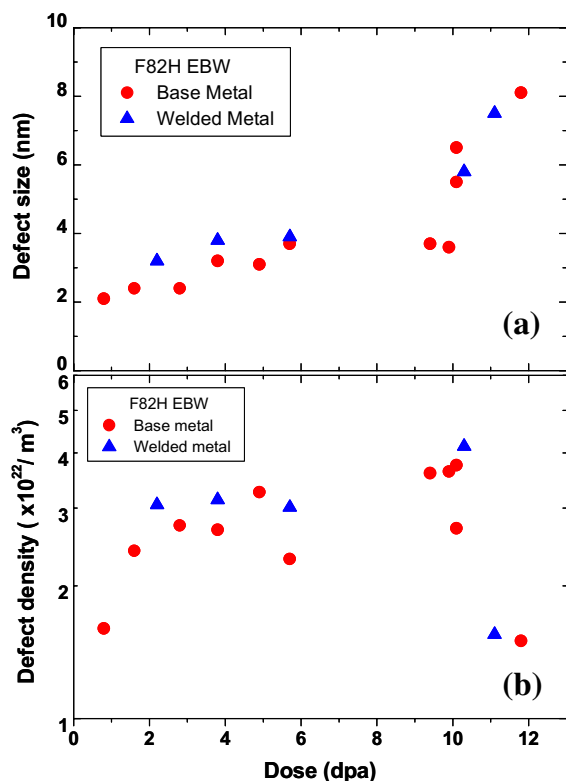 10
8
6
4
2
0
Defect size (nm)
F82H EBW
Base Metal
Welded Metal
(a)
6
5
4
3
2
1
Defect density ( x10²²/ m³)
F82H EBW
Base metal
Welded metal
(b)
0 2 4 6 8 10 12
Dose (dpa)